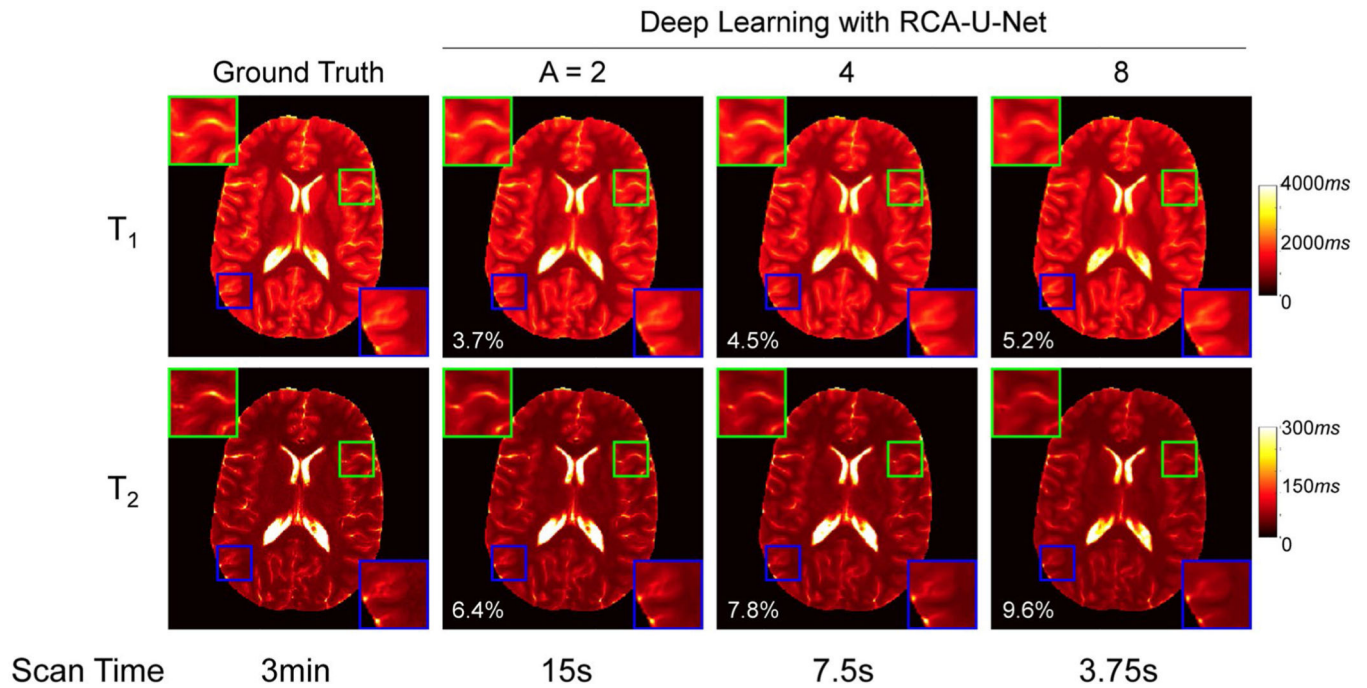 Deep Learning with RCA-U-Net
Ground Truth A = 2 4 8
T1
3.7% 4.5% 5.2%
4000ms
2000ms
0
T2
6.4% 7.8% 9.6%
300ms
150ms
0
Scan Time 3min 15s 7.5s 3.75s